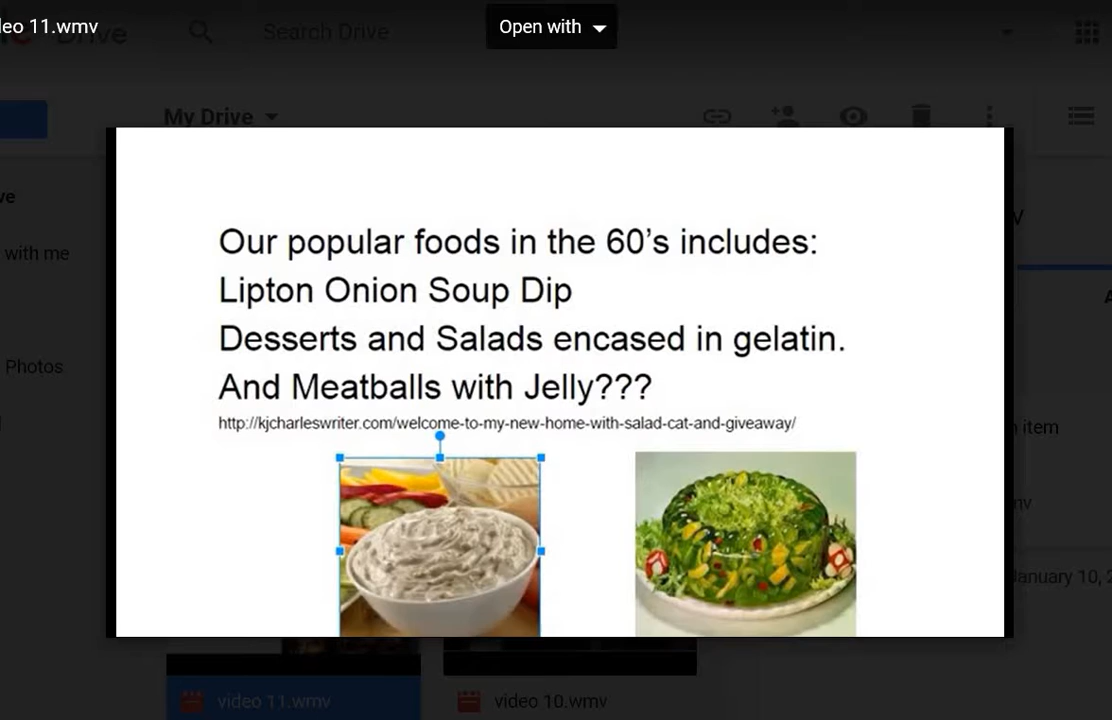 eo 11.wmv
Open with
Drive
Search Drive
My Drive
ve
with me
Photos
Our popular foods in the 60's includes:
Lipton Onion Soup Dip
Desserts and Salads encased in gelatin.
And Meatballs with Jelly???
http://kjcharleswriter.com/welcome-to-my-new-home-with-salad-cat-and-giveaway/
item
January 10, 2
video 11.wmv
video 10.wmv